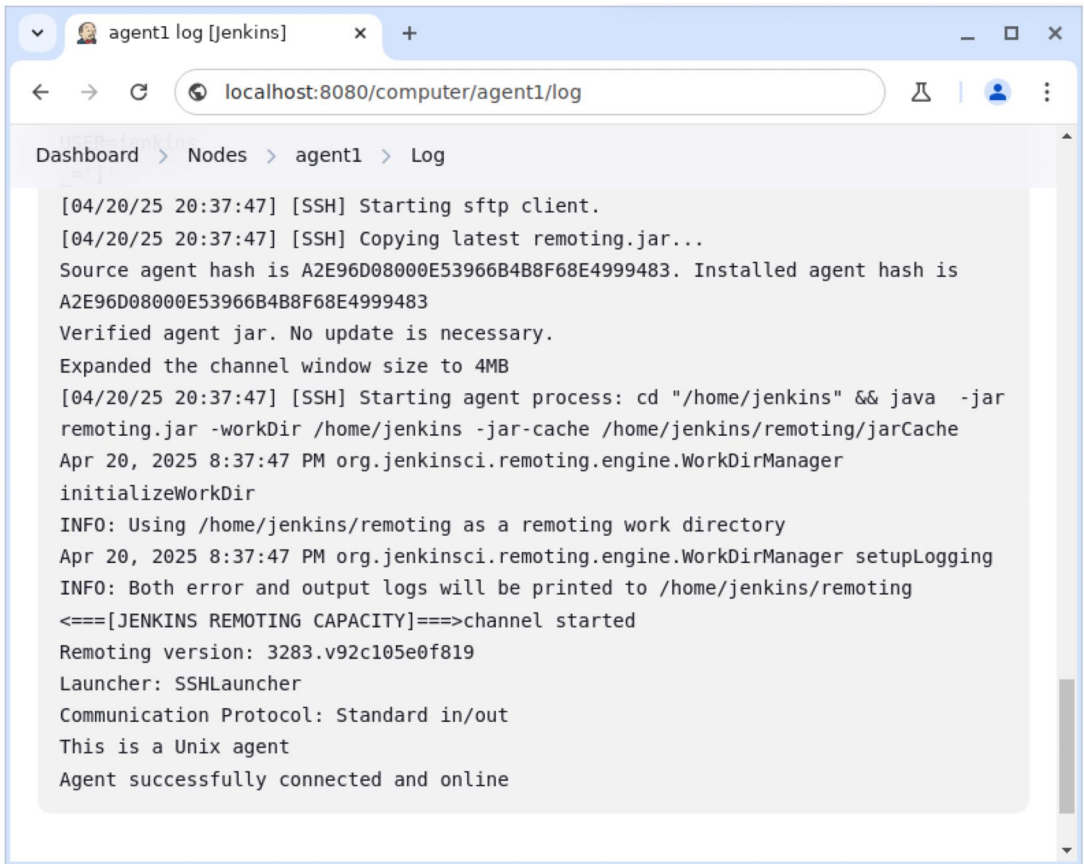 agent1 log [Jenkins]
localhost:8080/computer/agent1/log
USER=jenkins
Dashboard > Nodes > agent1 > Log
_=']'
[04/20/25 20:37:47] [SSH] Starting sftp client.
[04/20/25 20:37:47] [SSH] Copying latest remoting.jar...
Source agent hash is A2E96D08000E53966B4B8F68E4999483. Installed agent hash is
A2E96D08000E53966B4B8F68E4999483
Verified agent jar. No update is necessary.
Expanded the channel window size to 4MB
[04/20/25 20:37:47] [SSH] Starting agent process: cd "/home/jenkins" && java  -jar
remoting.jar -workDir /home/jenkins -jar-cache /home/jenkins/remoting/jarCache
Apr 20, 2025 8:37:47 PM org.jenkinsci.remoting.engine.WorkDirManager
initializeWorkDir
INFO: Using /home/jenkins/remoting as a remoting work directory
Apr 20, 2025 8:37:47 PM org.jenkinsci.remoting.engine.WorkDirManager setupLogging
INFO: Both error and output logs will be printed to /home/jenkins/remoting
<===[JENKINS REMOTING CAPACITY]===>channel started
Remoting version: 3283.v92c105e0f819
Launcher: SSHLauncher
Communication Protocol: Standard in/out
This is a Unix agent
Agent successfully connected and online